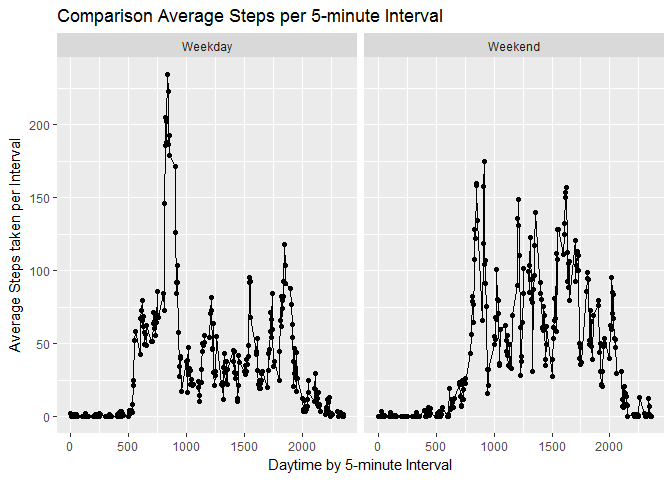 Comparison Average Steps per 5-minute Interval
Weekday
Weekend
Average Steps taken per Interval
200
150
100
50
0
0 500 1000 1500 2000
0 500 1000 1500 2000
Daytime by 5-minute Interval